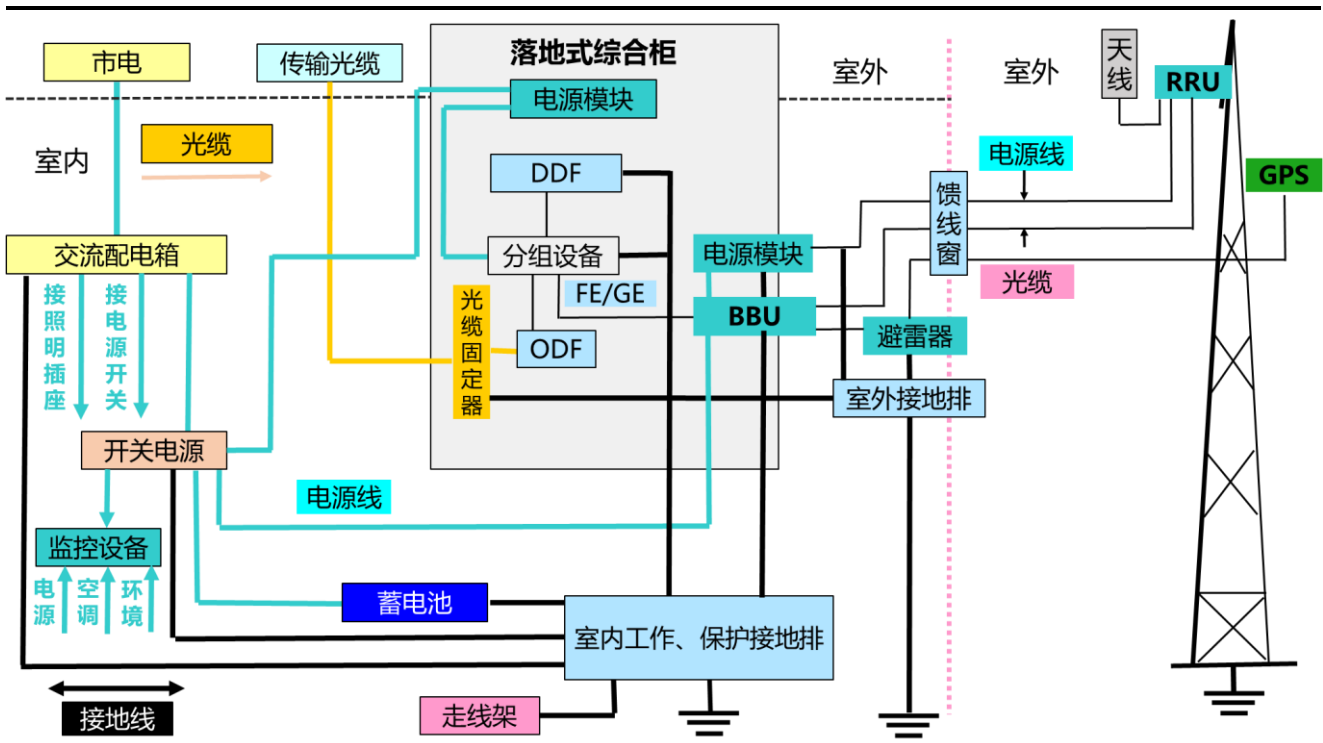 市电
传输光缆
落地式综合柜
室外
室外
天线
RRU
电源模块
光缆
室内
电源线
DDF
GPS
馈线窗
交流配电箱
分组设备
电源模块
光缆
接照明插座
接电源开关
FE/GE
光缆固定器
BBU
避雷器
ODF
室外接地排
开关电源
电源线
监控设备
电源
空调
环境
蓄电池
室内工作、保护接地排
走线架
接地线